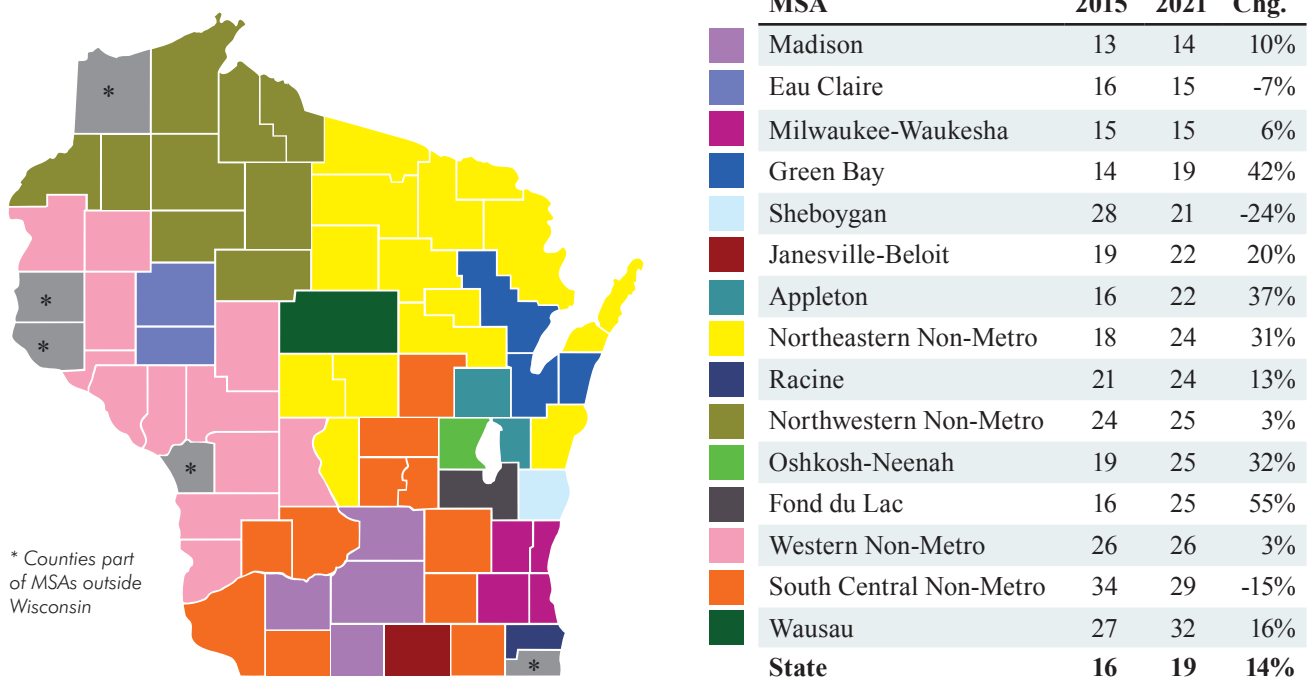 MSA 2015 2021 Chg.
Madison 13 14 10%
Eau Claire 16 15 -7%
Milwaukee-Waukesha 15 15 6%
Green Bay 14 19 42%
Sheboygan 28 21 -24%
Janesville-Beloit 19 22 20%
Appleton 16 22 37%
Northeastern Non-Metro 18 24 31%
Racine 21 24 13%
Northwestern Non-Metro 24 25 3%
Oshkosh-Neenah 19 25 32%
Fond du Lac 16 25 55%
Western Non-Metro 26 26 3%
South Central Non-Metro 34 29 -15%
Wausau 27 32 16%
State 16 19 14%
*
*
*
*
*
* Counties part
of MSAs outside
Wisconsin